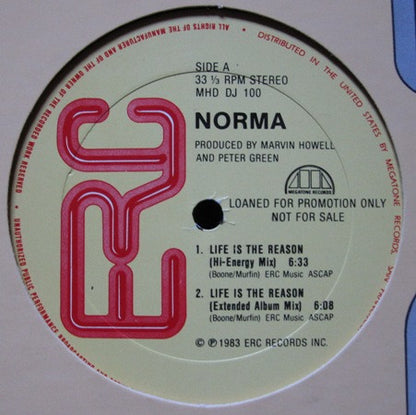 SIDE A
33 ⅓ RPM STEREO
MHD DJ 100
NORMA
PRODUCED BY MARVIN HOWELL
AND PETER GREEN
ERC
MEGATONE RECORDS
LOANED FOR PROMOTION ONLY
NOT FOR SALE
1. LIFE IS THE REASON
(Hi-Energy Mix) 6:33
(Boone/Murfin) ERC Music ASCAP
2. LIFE IS THE REASON
(Extended Album Mix) 6:08
(Boone/Murfin) ERC Music ASCAP
© ℗ 1983 ERC RECORDS INC.
ALL RIGHTS OF THE MANUFACTURER AND OF THE OWNER OF THE RECORDED WORK RESERVED • UNAUTHORIZED PUBLIC PERFORMANCE BROADCASTING AND
DISTRIBUTED IN THE UNITED STATES BY MEGATONE RECORDS, SAN